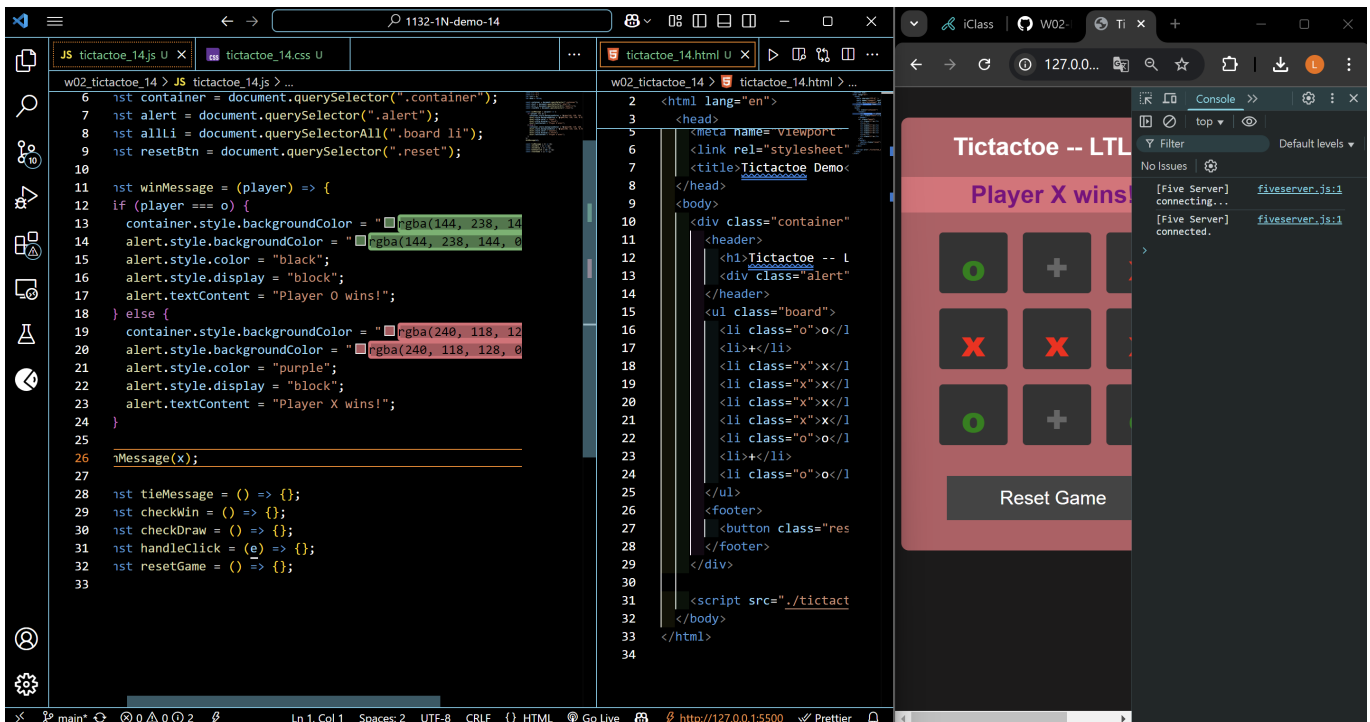 1132-1N-demo-14
JS tictactoe_14.js U
css tictactoe_14.css U
w02_tictactoe_14 > JS tictactoe_14.js > ...
6 nst container = document.querySelector(".container");
7 nst alert = document.querySelector(".alert");
8 nst allLi = document.querySelectorAll(".board li");
9 nst resetBtn = document.querySelector(".reset");
10
11 nst winMessage = (player) => {
12 if (player === o) {
13 container.style.backgroundColor = "rgba(144, 238, 14
14 alert.style.backgroundColor = "rgba(144, 238, 144, 0
15 alert.style.color = "black";
16 alert.style.display = "block";
17 alert.textContent = "Player O wins!";
18 } else {
19 container.style.backgroundColor = "rgba(240, 118, 12
20 alert.style.backgroundColor = "rgba(240, 118, 128, 0
21 alert.style.color = "purple";
22 alert.style.display = "block";
23 alert.textContent = "Player X wins!";
24 }
25
26 nMessage(x);
27
28 nst tieMessage = () => {};
29 nst checkWin = () => {};
30 nst checkDraw = () => {};
31 nst handleClick = (e) => {};
32 nst resetGame = () => {};
33
tictactoe_14.html U
w02_tictactoe_14 > tictactoe_14.html > ...
2 <html lang="en">
3 <head>
5 <meta name="viewport"
6 <link rel="stylesheet"
7 <title>Tictactoe Demo<
8 </head>
9 <body>
10 <div class="container"
11 <header>
12 <h1>Tictactoe -- L
13 <div class="alert"
14 </header>
15 <ul class="board">
16 <li class="o">o</l
17 <li>+</li>
18 <li class="x">x</l
19 <li class="x">x</l
20 <li class="x">x</l
21 <li class="x">x</l
22 <li class="o">o</l
23 <li>+</li>
24 <li class="o">o</l
25 </ul>
26 <footer>
27 <button class="res
28 </footer>
29 </div>
30
31 <script src="./tictact
32 </body>
33 </html>
34
10
main* 0 0 2
Ln 1, Col 1 Spaces: 2 UTF-8 CRLF {} HTML Go Live http://127.0.0.1:5500 Prettier
iClass
W02-
Ti
127.0.0...
L
Tictactoe -- LTL
Player X wins!
o +
x x
o +
Reset Game
Console
top
Filter
Default levels
No Issues
[Five Server] fiveserver.js:1
connecting...
[Five Server] fiveserver.js:1
connected.